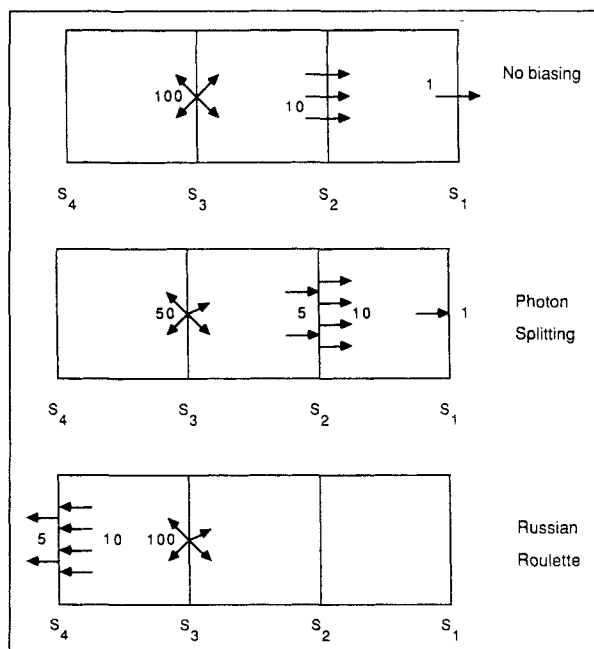 No biasing
100 10 1
S4 S3 S2 S1
Photon
50 5 10 1
Splitting
S4 S3 S2 S1
Russian
5 10 100
Roulette
S4 S3 S2 S1